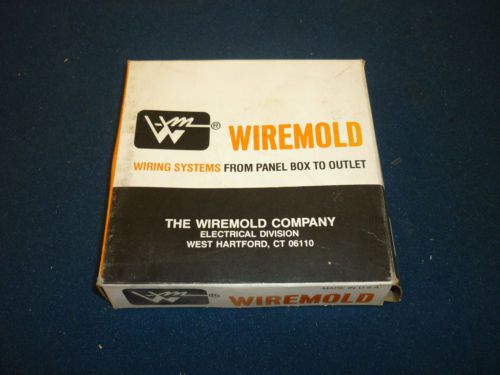 WM® WIREMOLD
WIRING SYSTEMS FROM PANEL BOX TO OUTLET
THE WIREMOLD COMPANY
ELECTRICAL DIVISION
WEST HARTFORD, CT 06110
MADE IN U.S.A.
WM® WIREMOLD